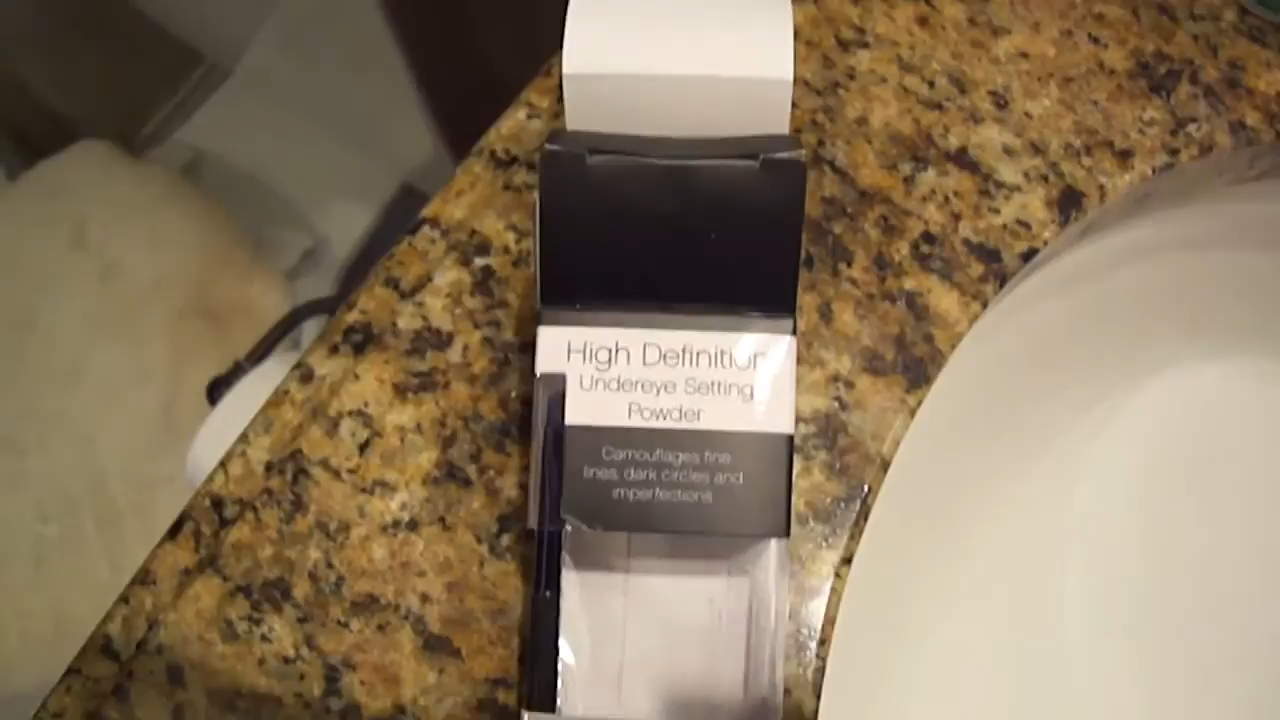 High Definition
Undereye Setting
Powder
Camouflages fine
lines, dark circles and
imperfections